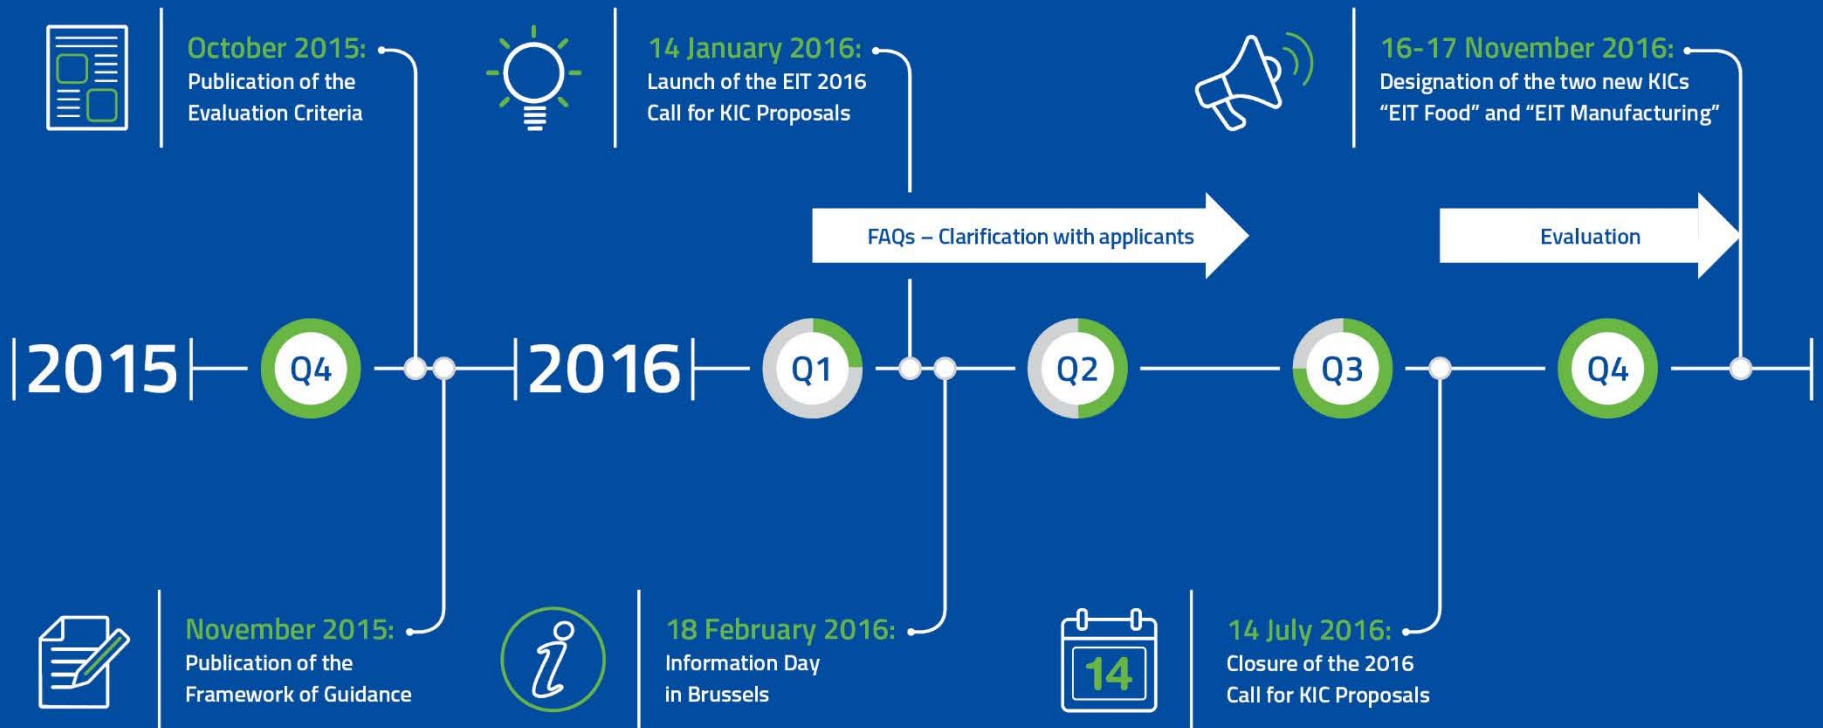 October 2015:
Publication of the
Evaluation Criteria
14 January 2016:
Launch of the EIT 2016
Call for KIC Proposals
16-17 November 2016:
Designation of the two new KICs
“EIT Food” and “EIT Manufacturing”
FAQs – Clarification with applicants
Evaluation
2015
Q4
2016
Q1
Q2
Q3
Q4
November 2015:
Publication of the
Framework of Guidance
i
18 February 2016:
Information Day
in Brussels
14
14 July 2016:
Closure of the 2016
Call for KIC Proposals